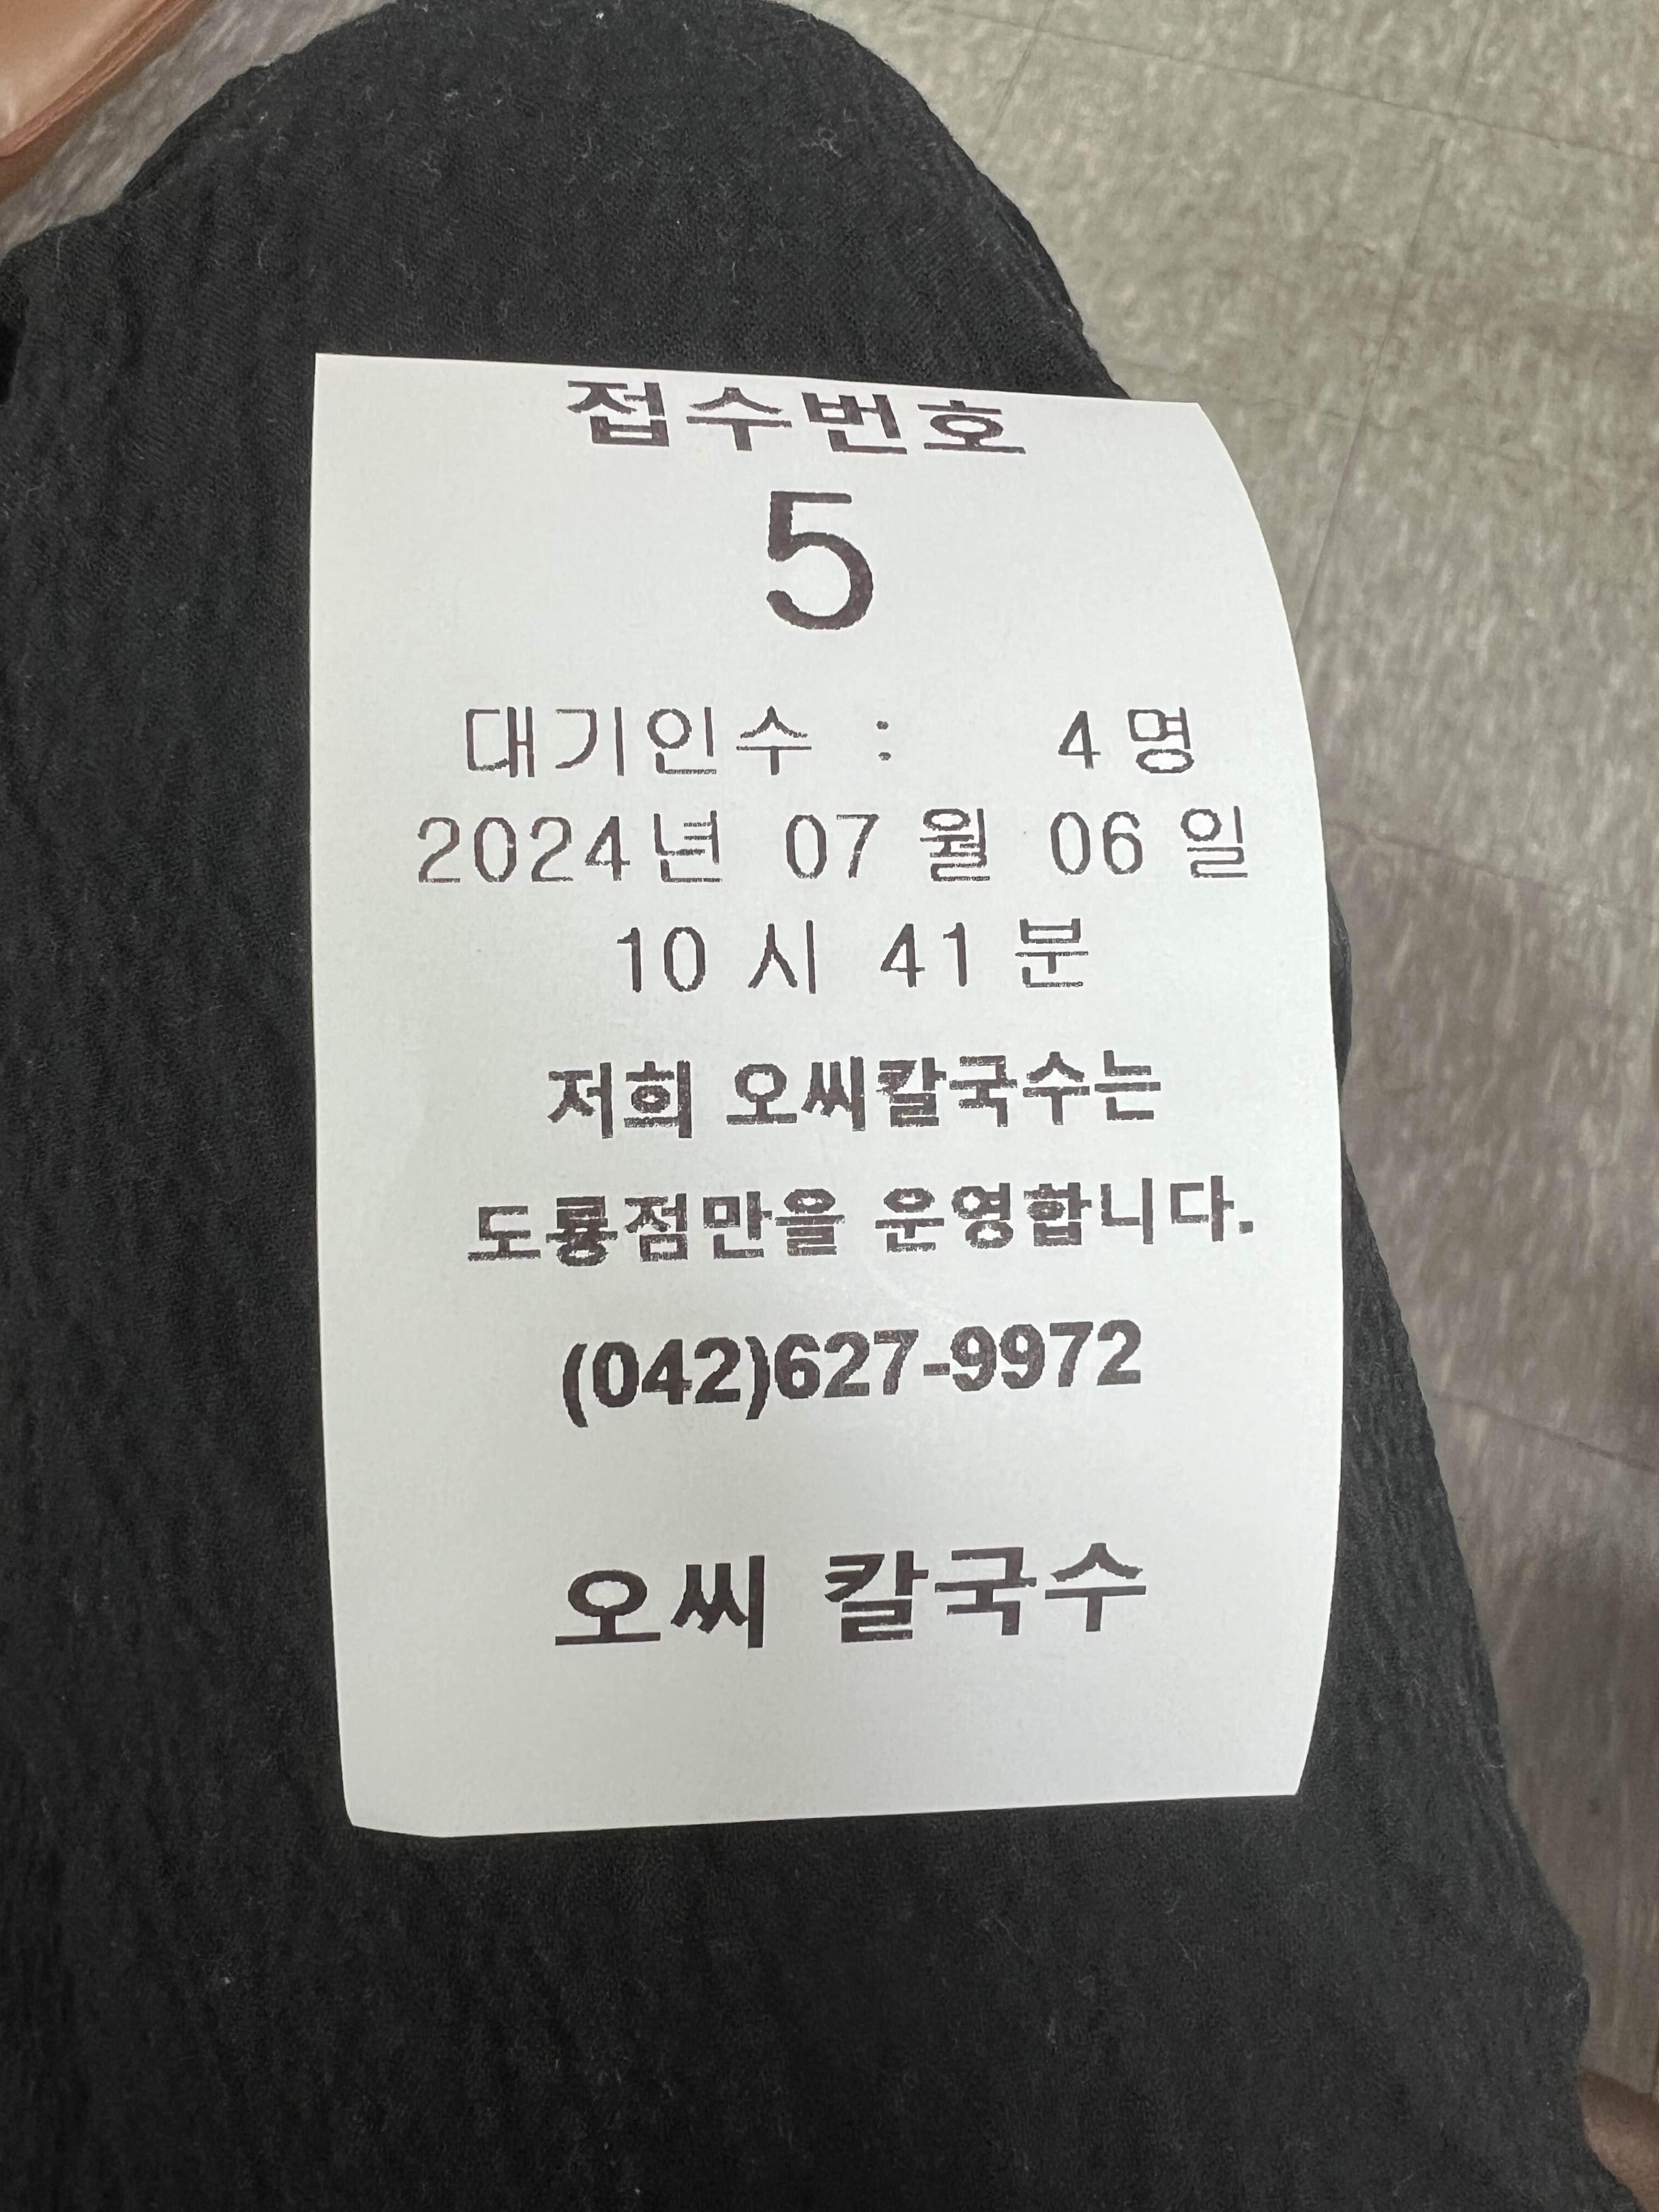 접수번호
5
대기인수 : 4 명
2024년 07 월 06 일
10 시 41 분
저희 오씨칼국수는
도룡점만을 운영합니다.
(042)627-9972
오씨 칼국수